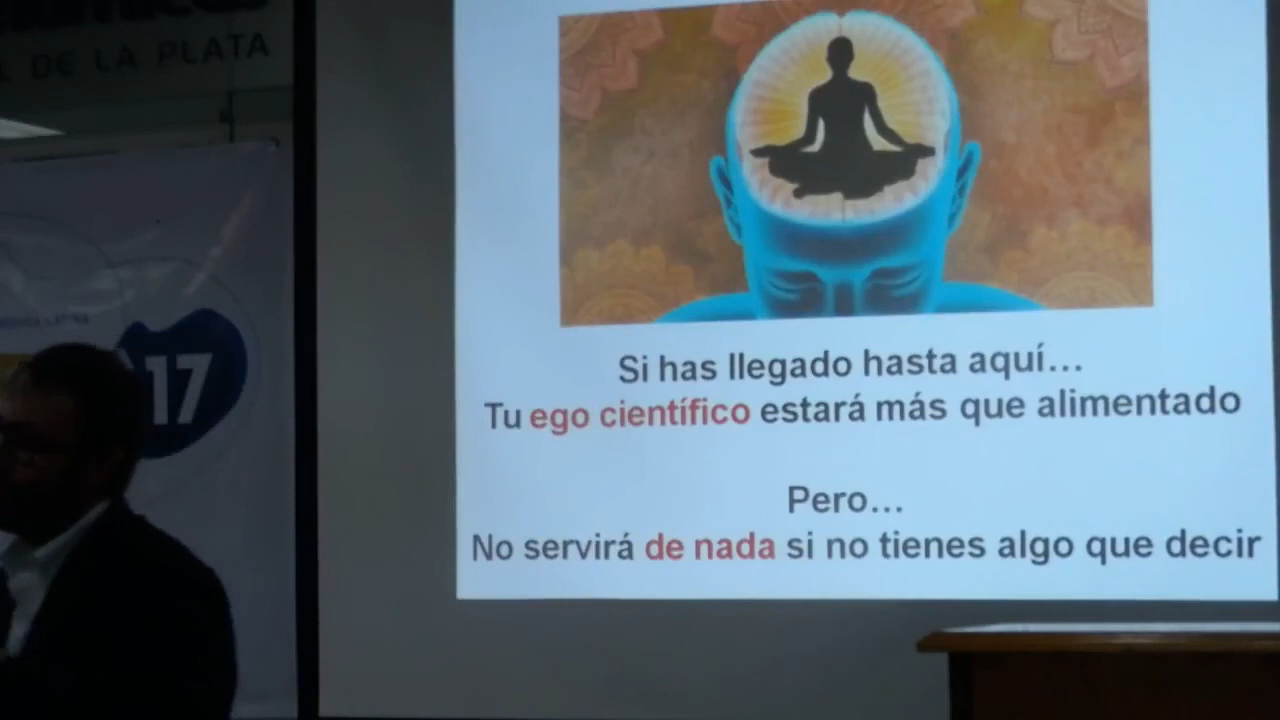 DE LA PLATA
17
Si has llegado hasta aquí...
Tu ego científico estará más que alimentado
Pero...
No servirá de nada si no tienes algo que decir